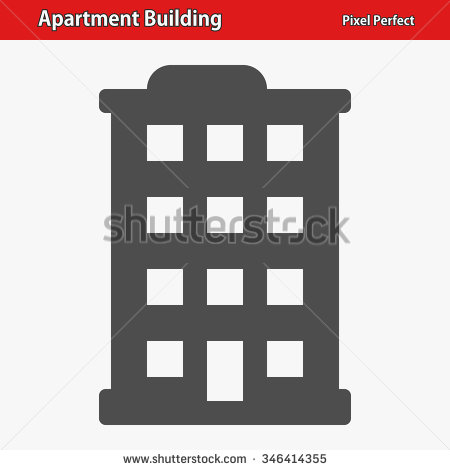 Apartment Building
Pixel Perfect
shutterstock
www.shutterstock.com · 346414355